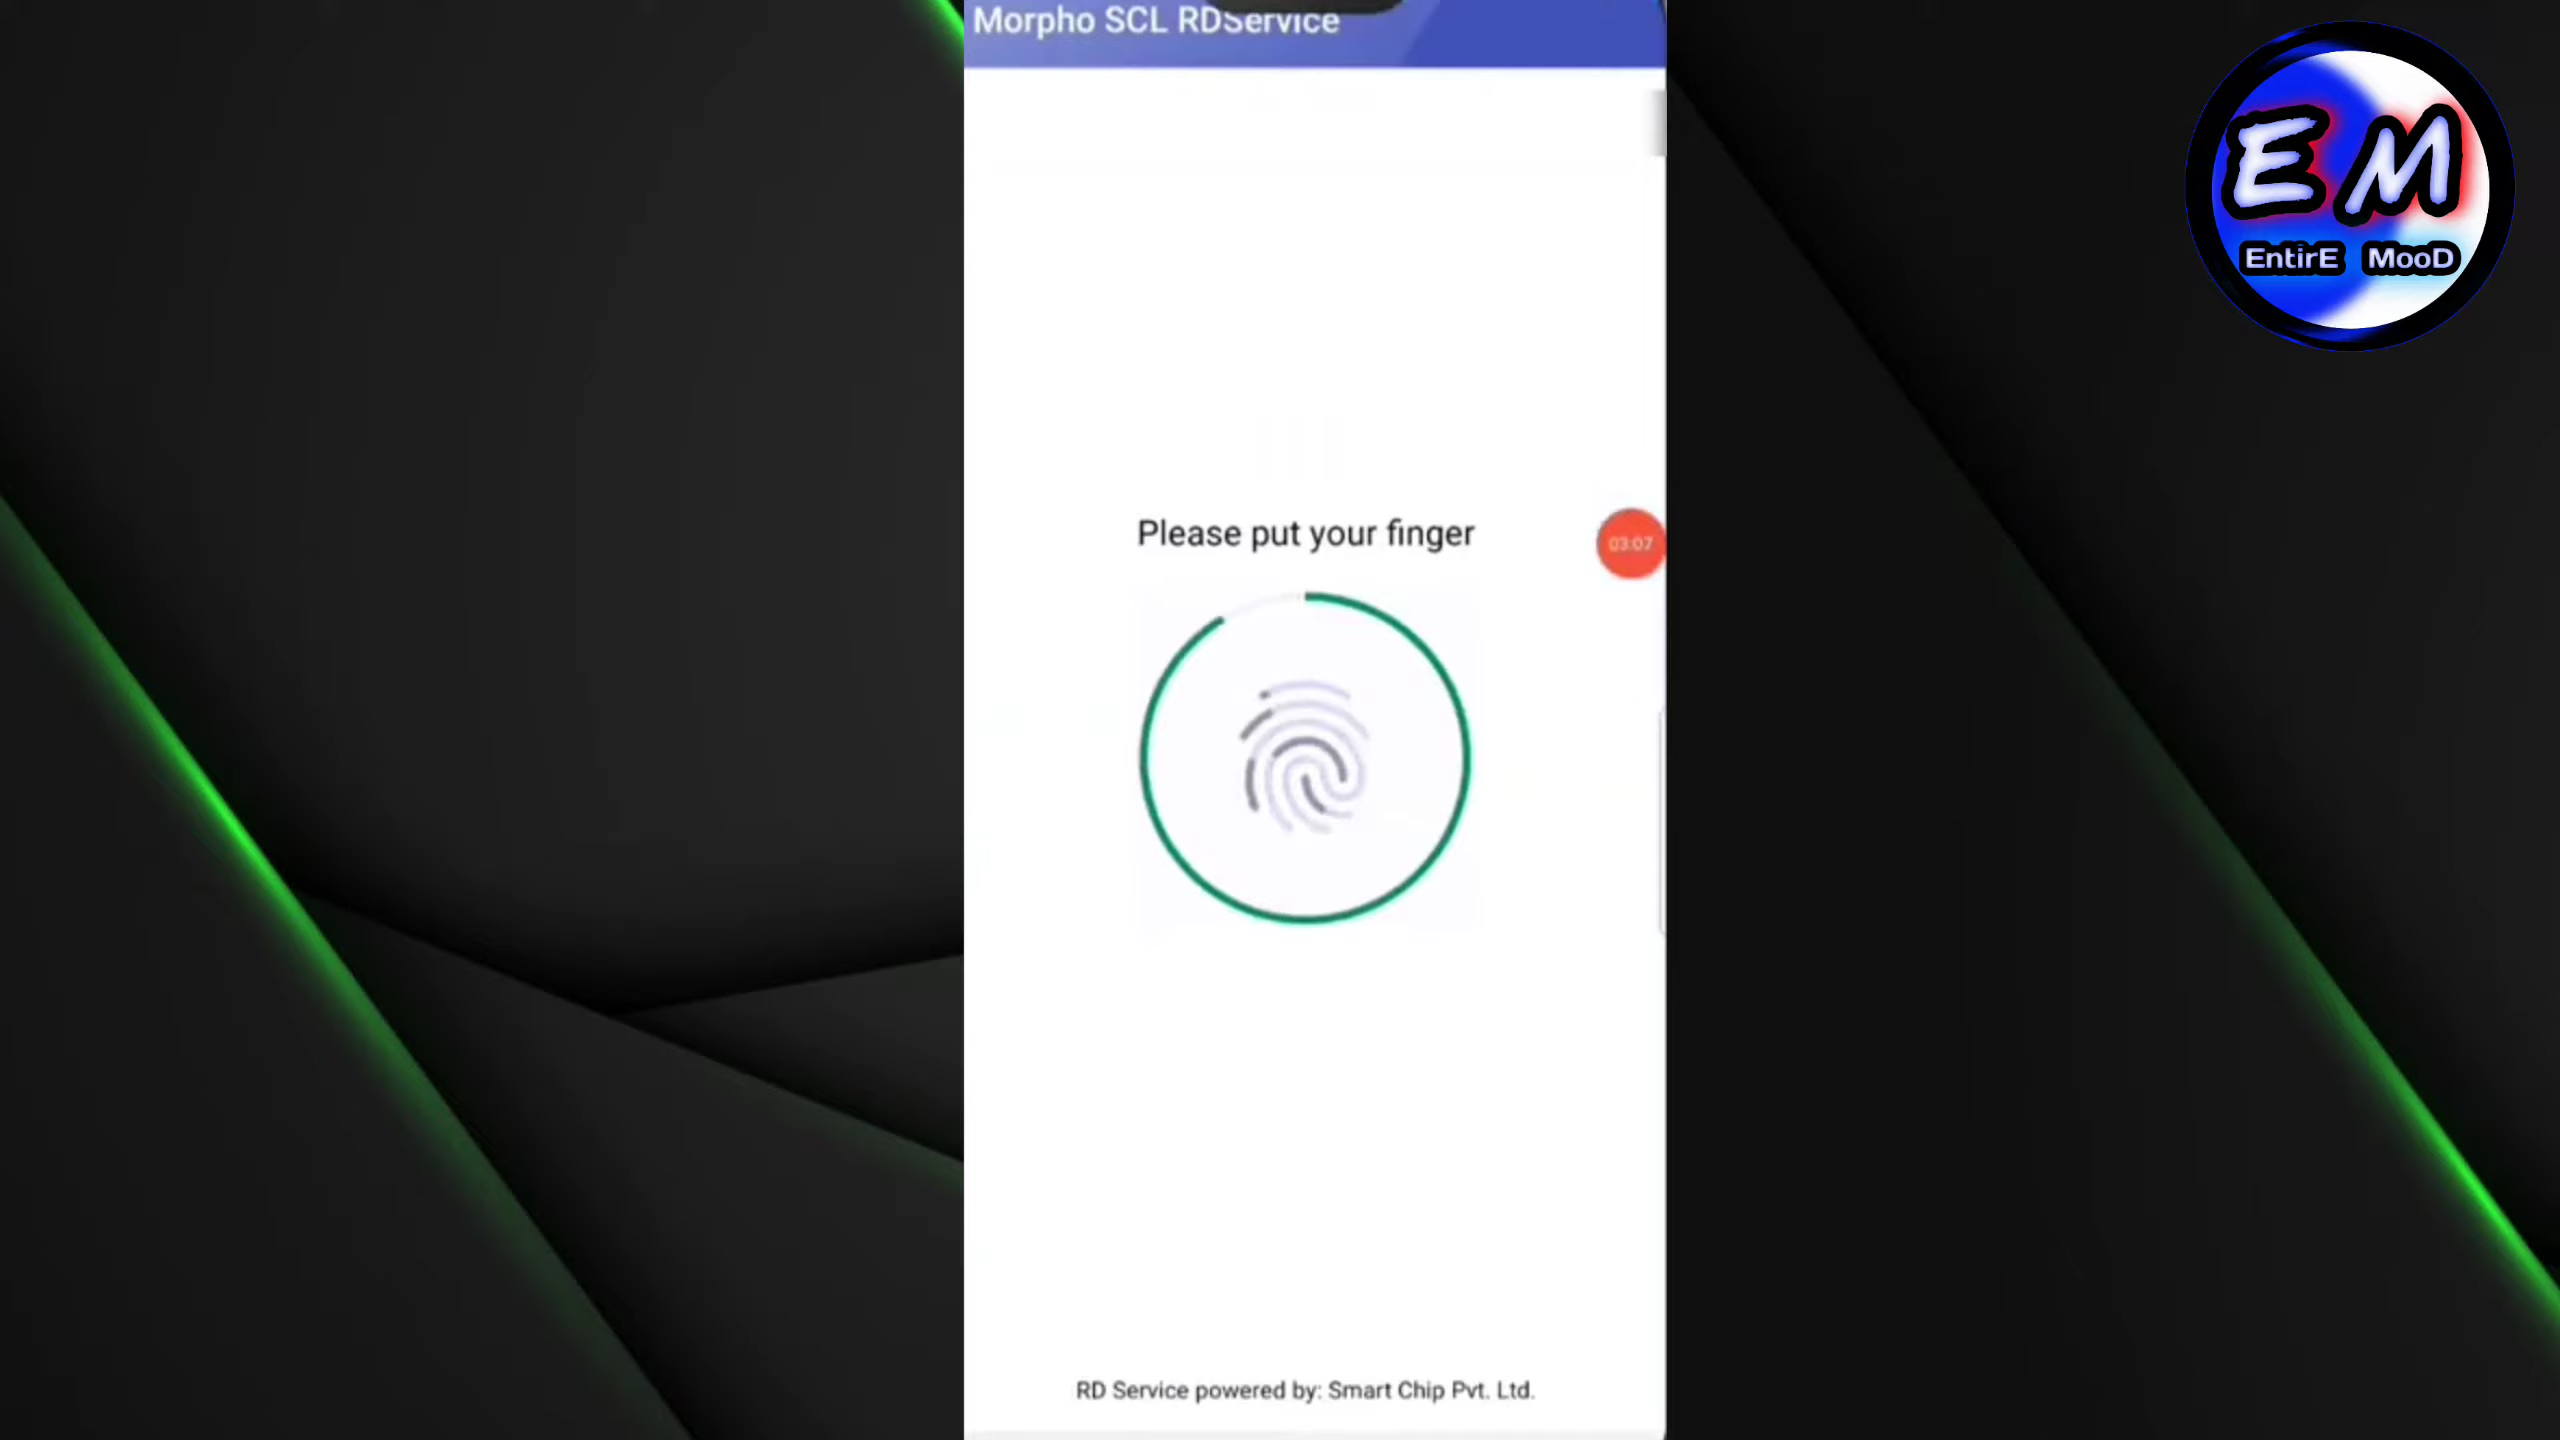 Morpho SCL RDService
EM
EntirE MooD
Please put your finger
03:07
RD Service powered by: Smart Chip Pvt. Ltd.